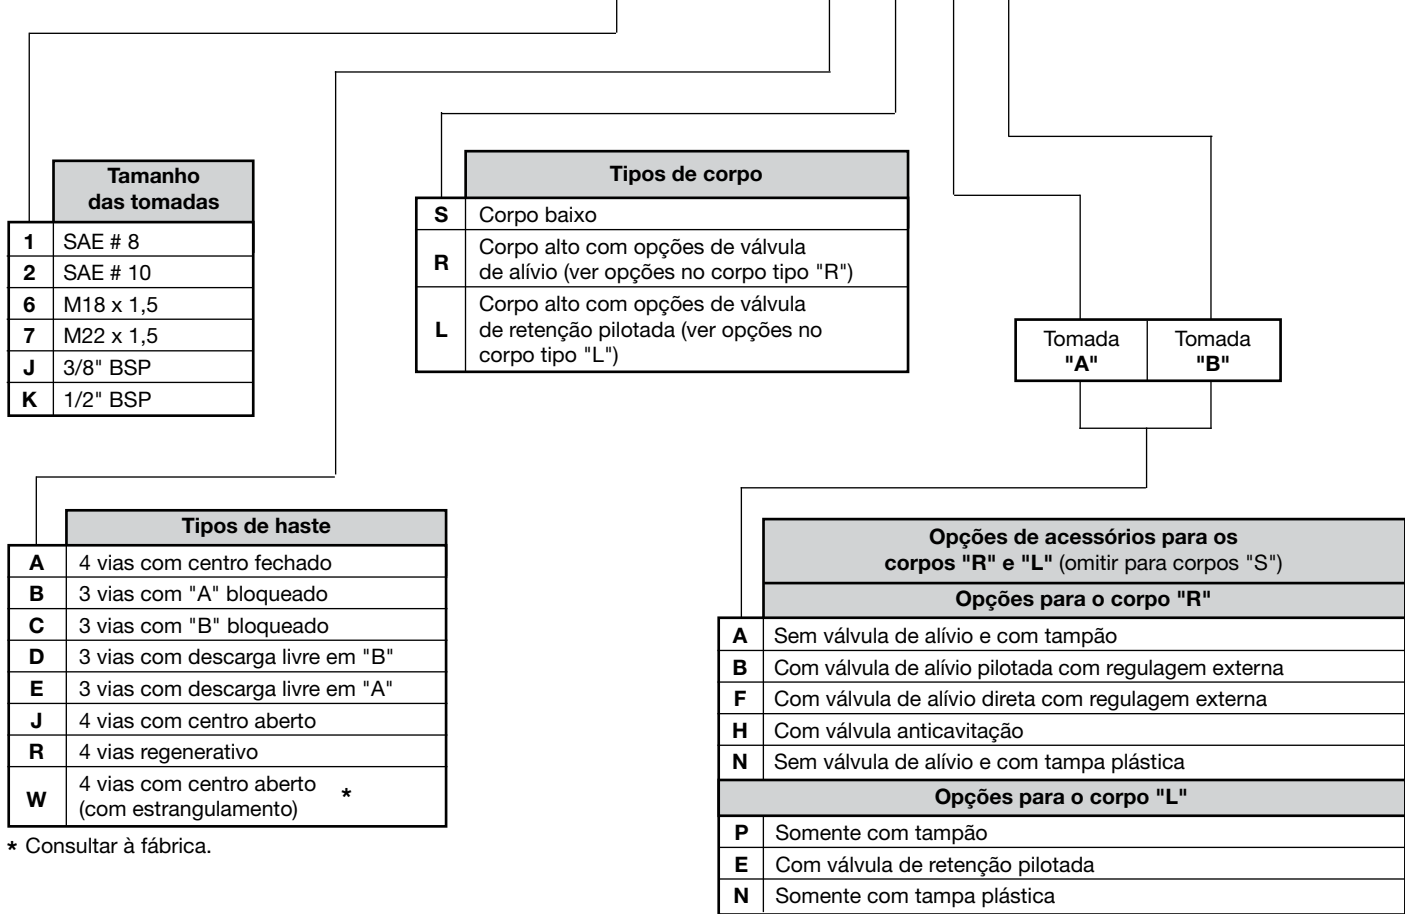 Tamanho
das tomadas
1 SAE # 8
2 SAE # 10
6 M18 x 1,5
7 M22 x 1,5
J 3/8" BSP
K 1/2" BSP
Tipos de corpo
S Corpo baixo
R Corpo alto com opções de válvula
de alívio (ver opções no corpo tipo "R")
L Corpo alto com opções de válvula
de retenção pilotada (ver opções no
corpo tipo "L")
Tomada
"A"
Tomada
"B"
Tipos de haste
A 4 vias com centro fechado
B 3 vias com "A" bloqueado
C 3 vias com "B" bloqueado
D 3 vias com descarga livre em "B"
E 3 vias com descarga livre em "A"
J 4 vias com centro aberto
R 4 vias regenerativo
W 4 vias com centro aberto
(com estrangulamento) *
* Consultar à fábrica.
Opções de acessórios para os
corpos "R" e "L" (omitir para corpos "S")
Opções para o corpo "R"
A Sem válvula de alívio e com tampão
B Com válvula de alívio pilotada com regulagem externa
F Com válvula de alívio direta com regulagem externa
H Com válvula anticavitação
N Sem válvula de alívio e com tampa plástica
Opções para o corpo "L"
P Somente com tampão
E Com válvula de retenção pilotada
N Somente com tampa plástica